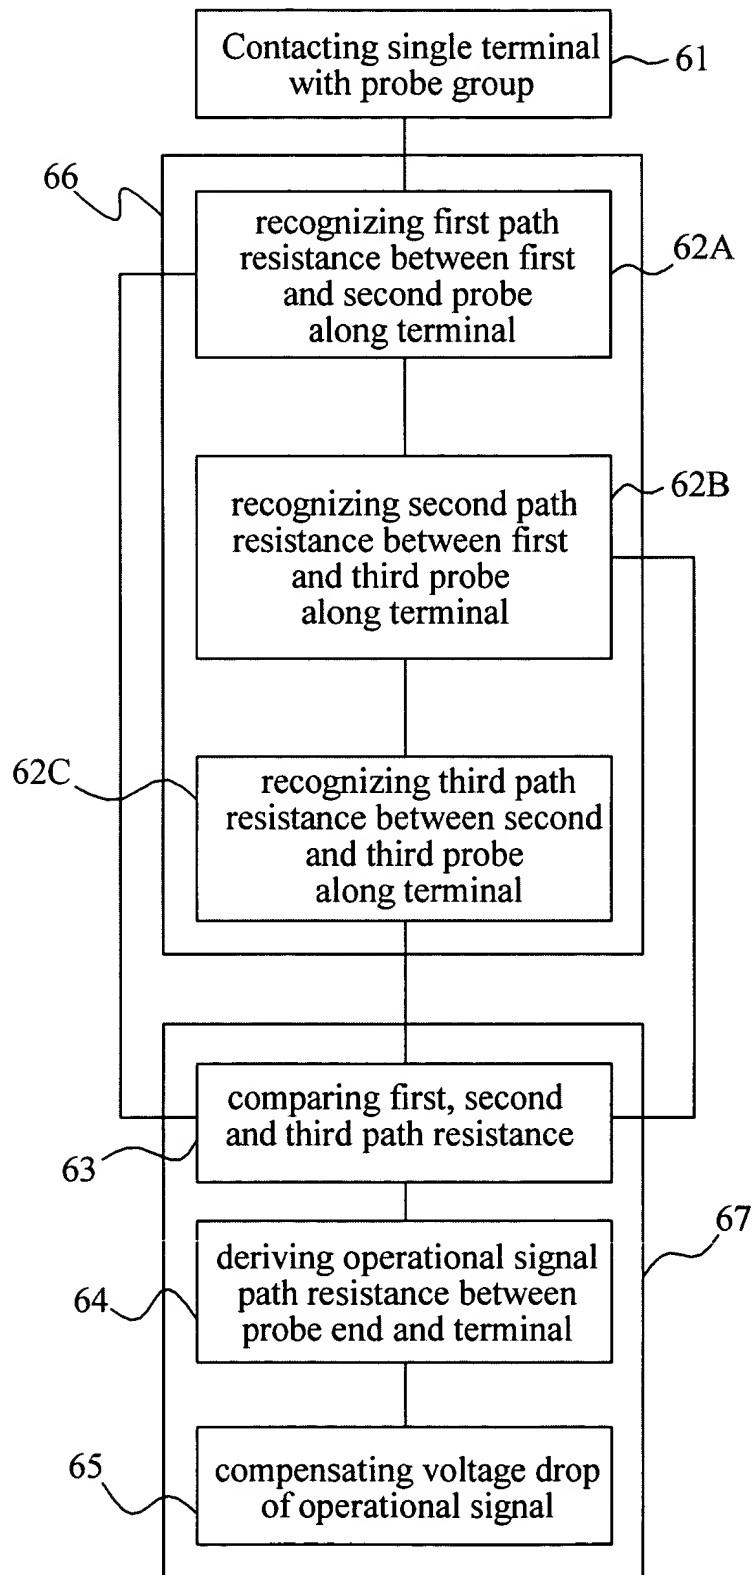 Contacting single terminal
with probe group
61
66
recognizing first path
resistance between first
and second probe
along terminal
62A
recognizing second path
resistance between first
and third probe
along terminal
62B
62C
recognizing third path
resistance between second
and third probe
along terminal
comparing first, second
and third path resistance
63
67
deriving operational signal
path resistance between
probe end and terminal
64
65
compensating voltage drop
of operational signal